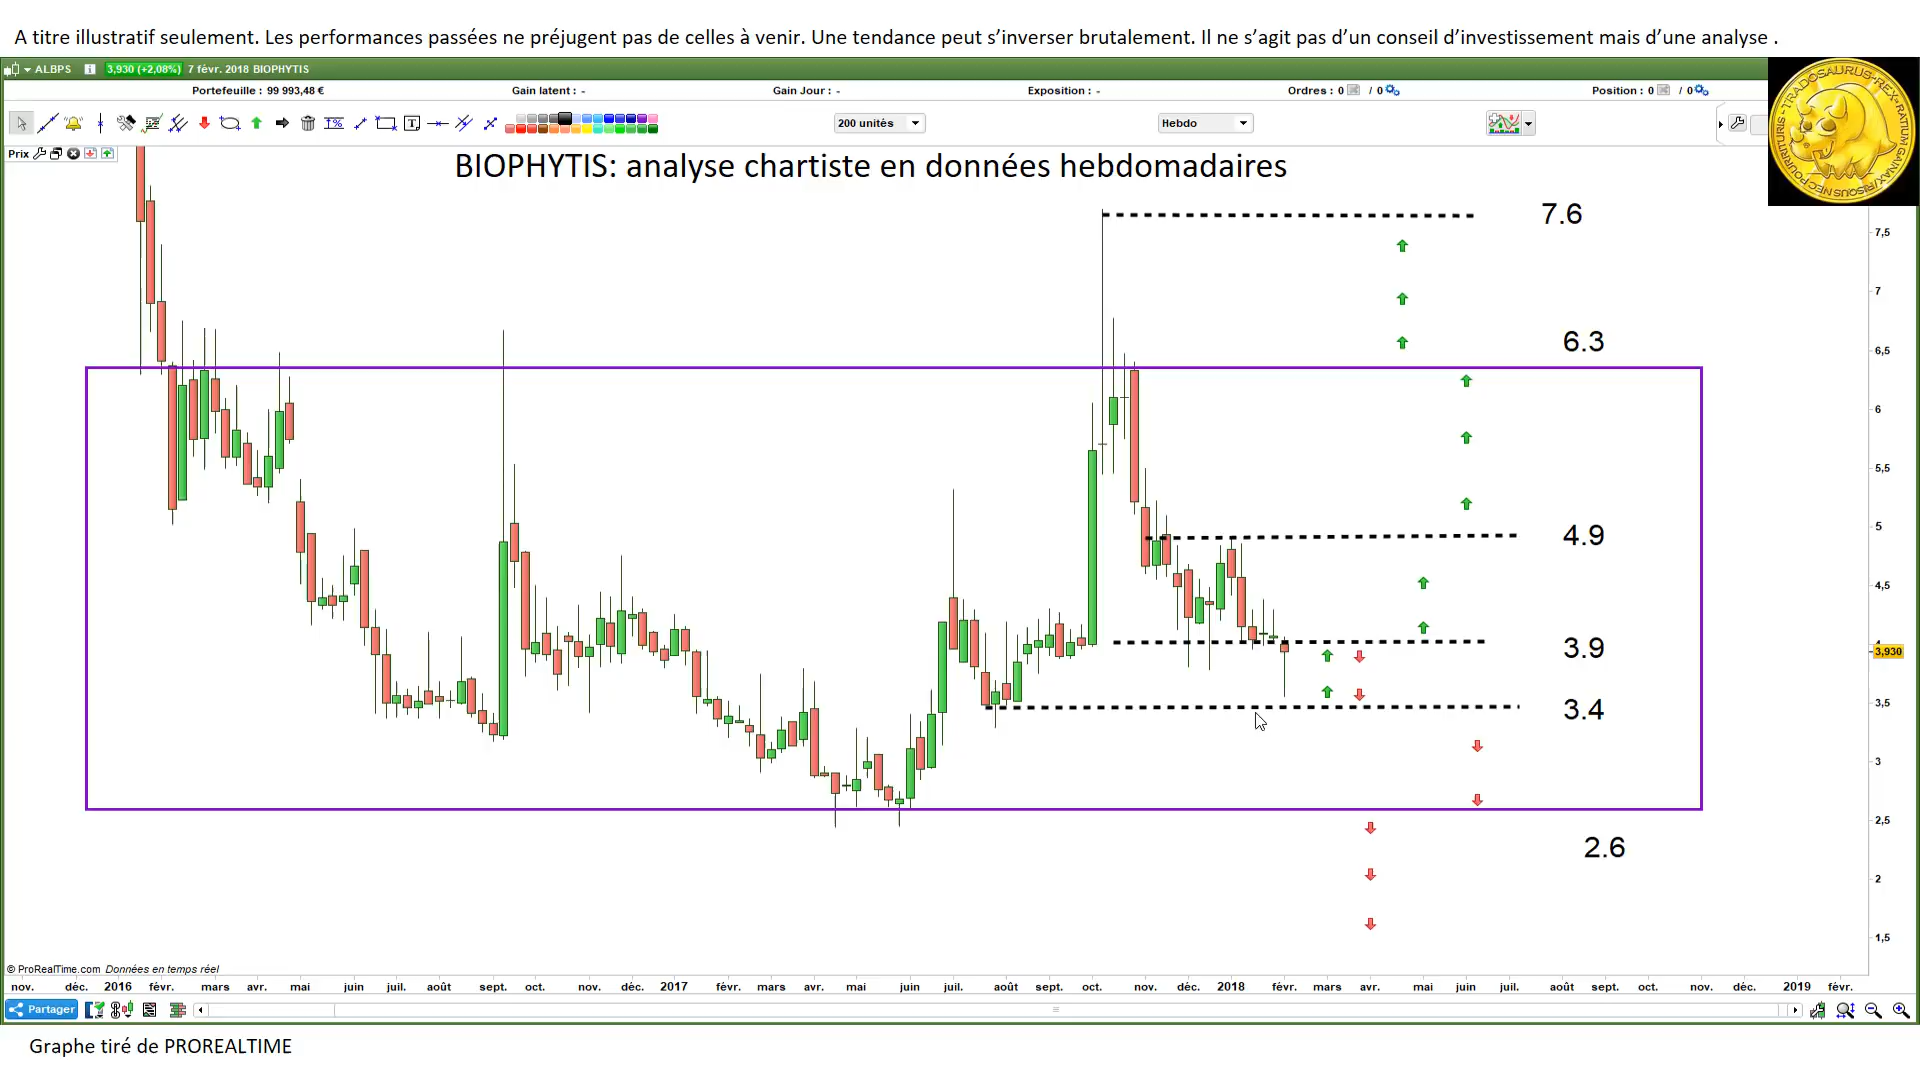 A titre illustratif seulement. Les performances passées ne préjugent pas de celles à venir. Une tendance peut s’inverser brutalement. Il ne s’agit pas d’un conseil d’investissement mais d’une analyse .
ALBPS 3,930 (+2,08%) 7 févr. 2018 BIOPHYTIS
Portefeuille : 99 993,48 € Gain latent : - Gain Jour : - Exposition : - Ordres : 0 / 0 Position : 0 / 0
200 unités Hebdo
Prix
BIOPHYTIS: analyse chartiste en données hebdomadaires
7.6
7,5
7
6.3
6,5
6
5,5
5
4.9
4,5
3.9
3,930
3.4
3,5
3
2,5
2.6
2
1,5
© ProRealTime.com Données en temps réel
nov. déc. 2016 févr. mars avr. mai juin juil. août sept. oct. nov. déc. 2017 févr. mars avr. mai juin juil. août sept. oct. nov. déc. 2018 févr. mars avr. mai juin juil. août sept. oct. nov. déc. 2019 févr.
Partager
Graphe tiré de PROREALTIME